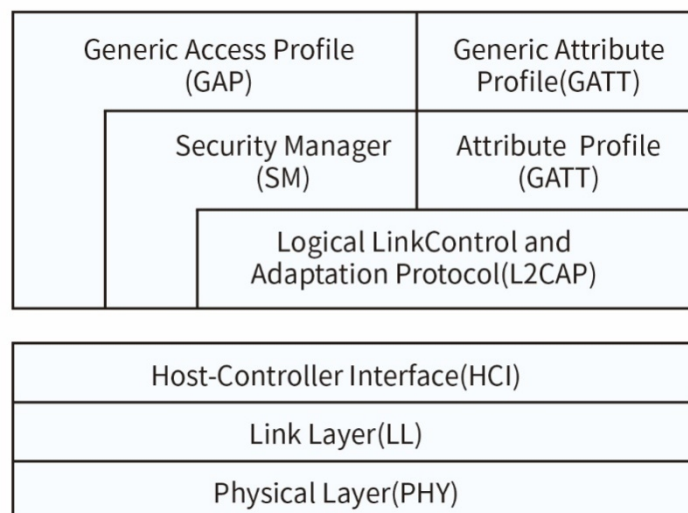 Generic Access Profile
(GAP)
Generic Attribute
Profile(GATT)
Security Manager
(SM)
Attribute Profile
(GATT)
Logical LinkControl and
Adaptation Protocol(L2CAP)
Host-Controller Interface(HCI)
Link Layer(LL)
Physical Layer(PHY)